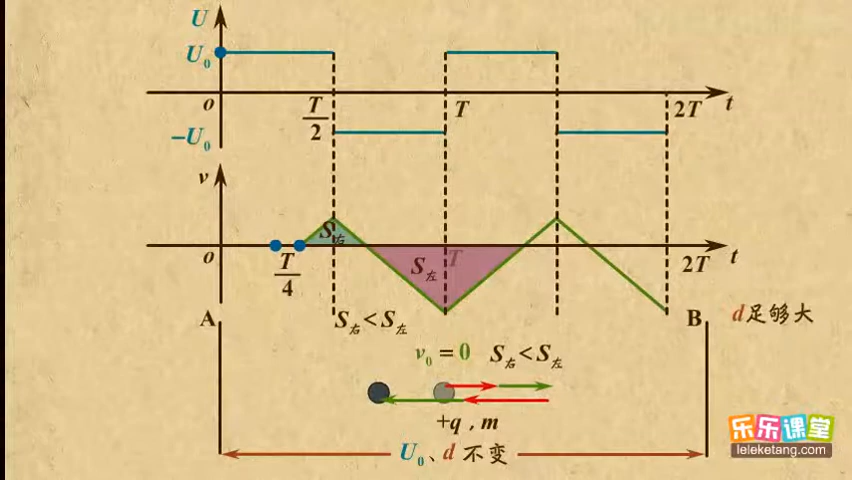 U
U₀
o
T/2
T
2T
t
−U₀
v
S右
o
T/4
S左
T
2T
t
A
S右<S左
B
d足够大
v₀ = 0
S右<S左
+q , m
U₀、d 不变
乐乐课堂
leleketang.com